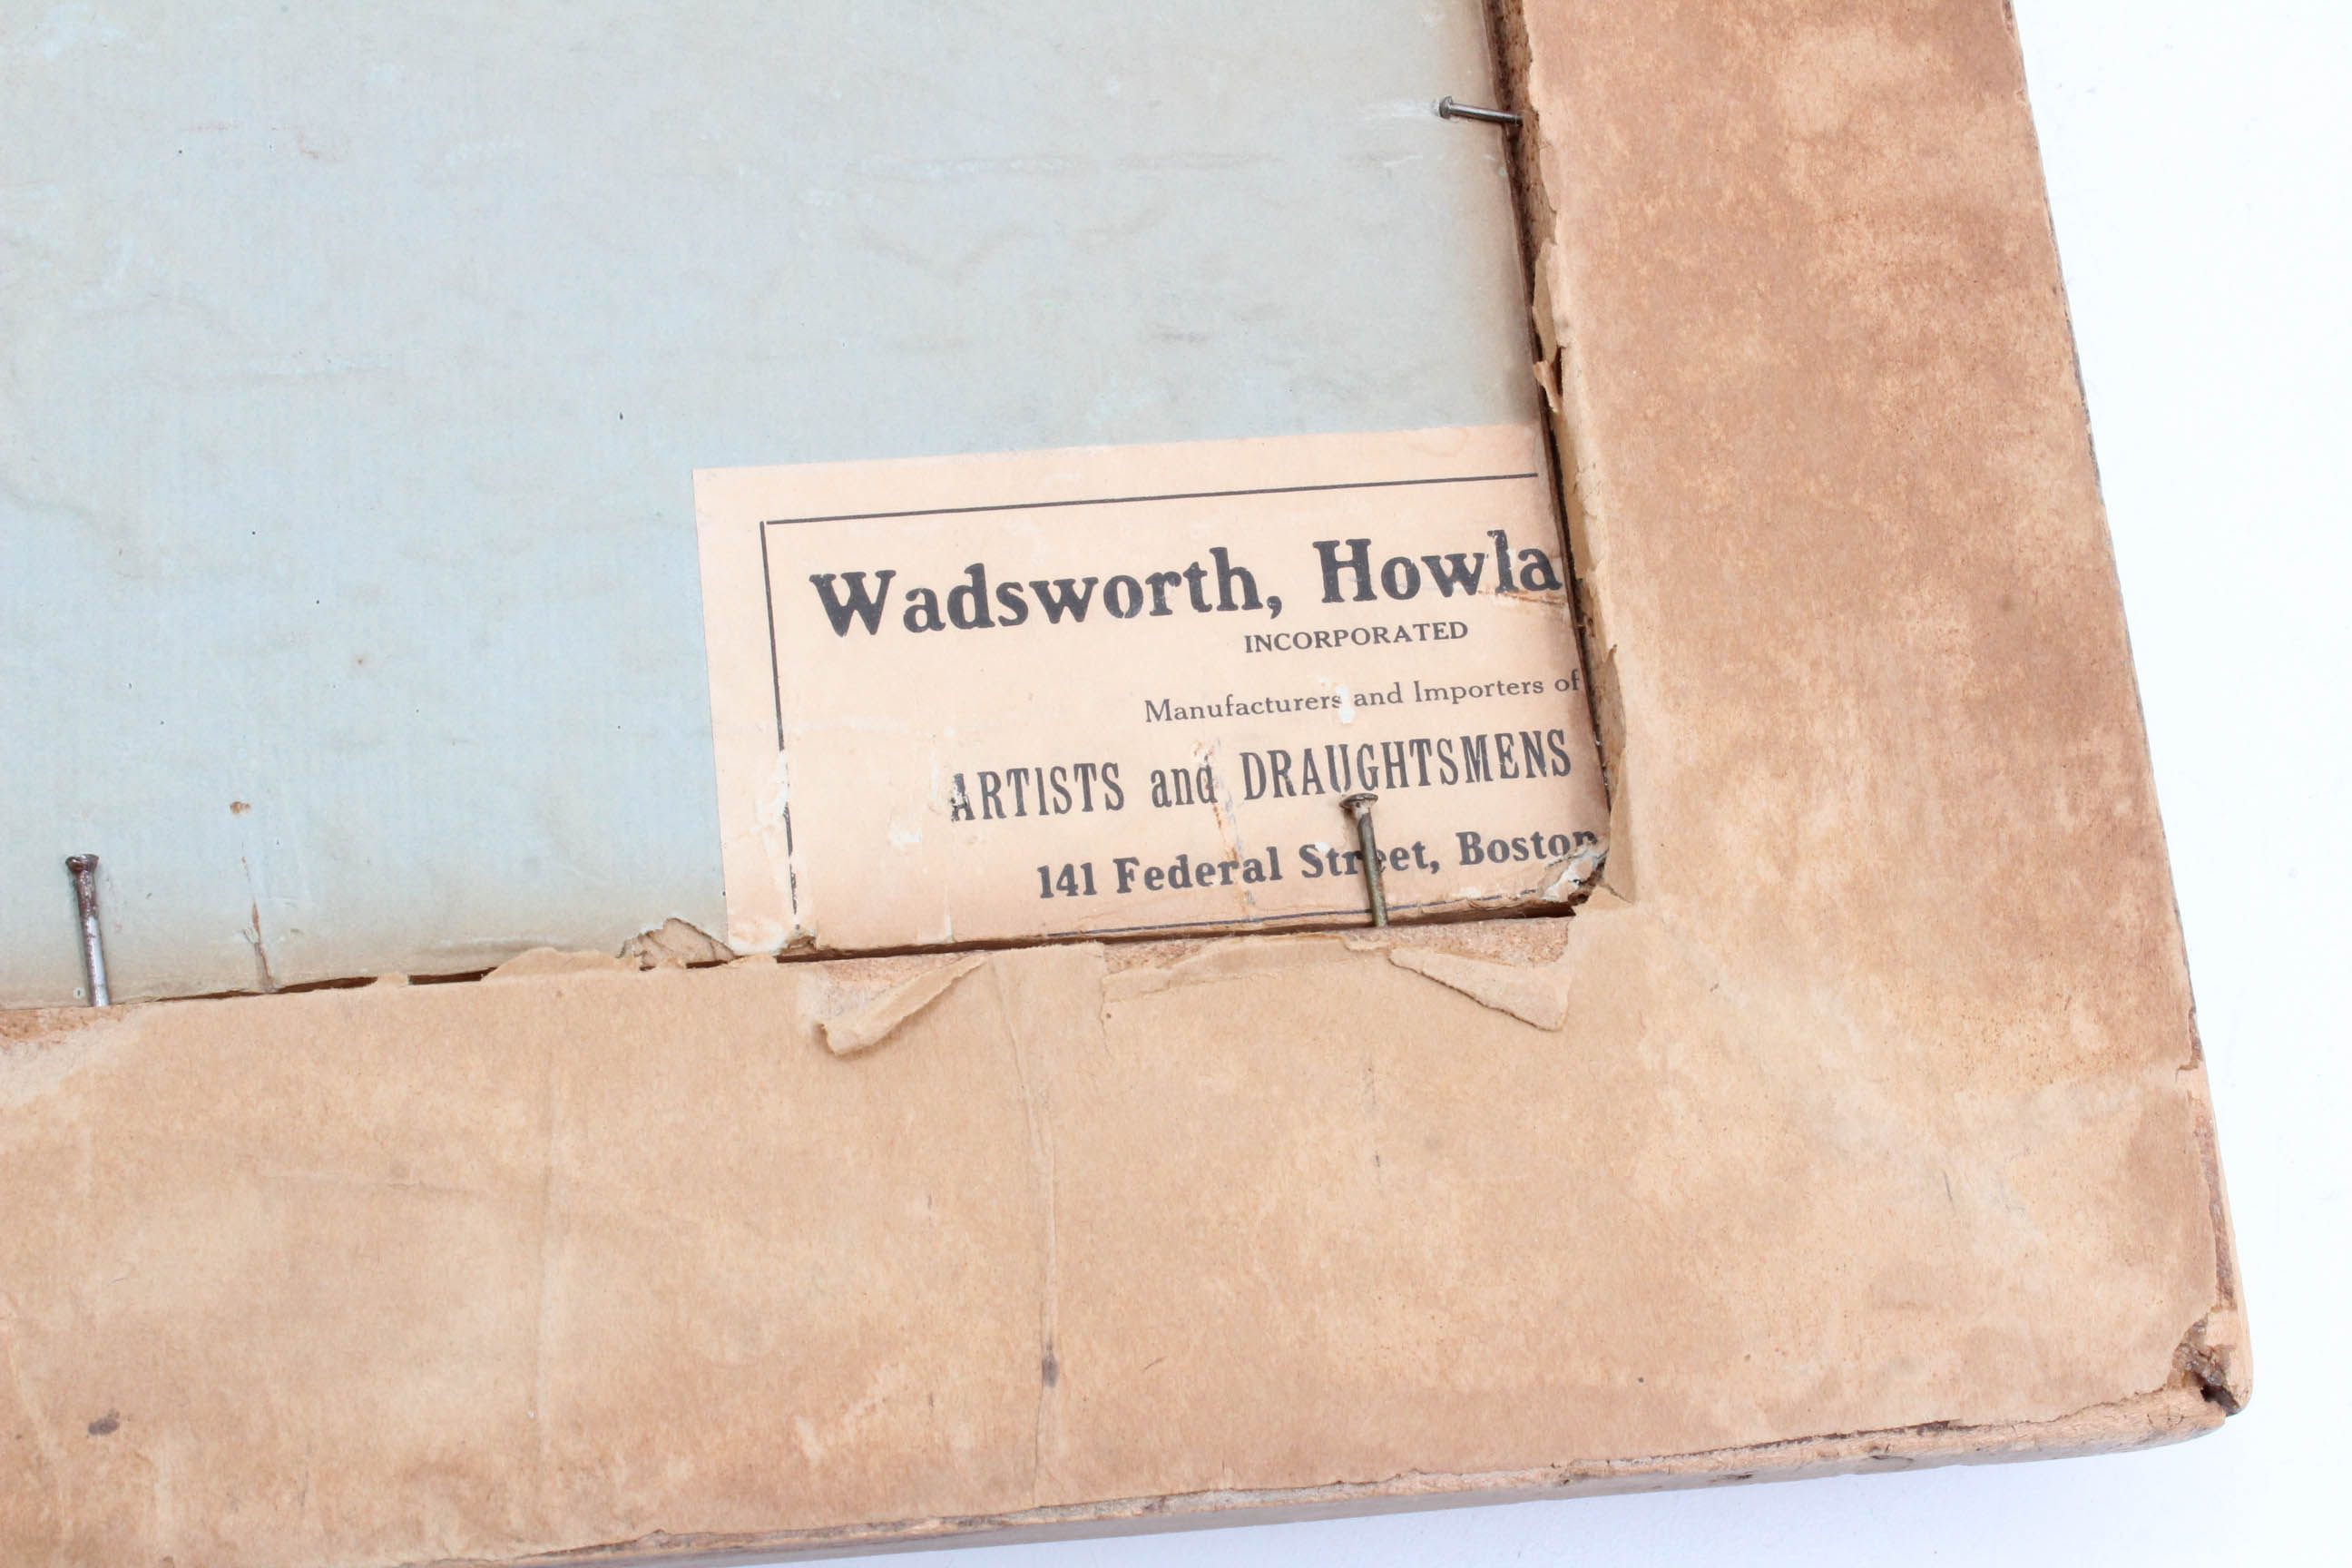 Wadsworth, Howla
INCORPORATED
Manufacturers and Importers of
ARTISTS and DRAUGHTSMENS
141 Federal Street, Boston